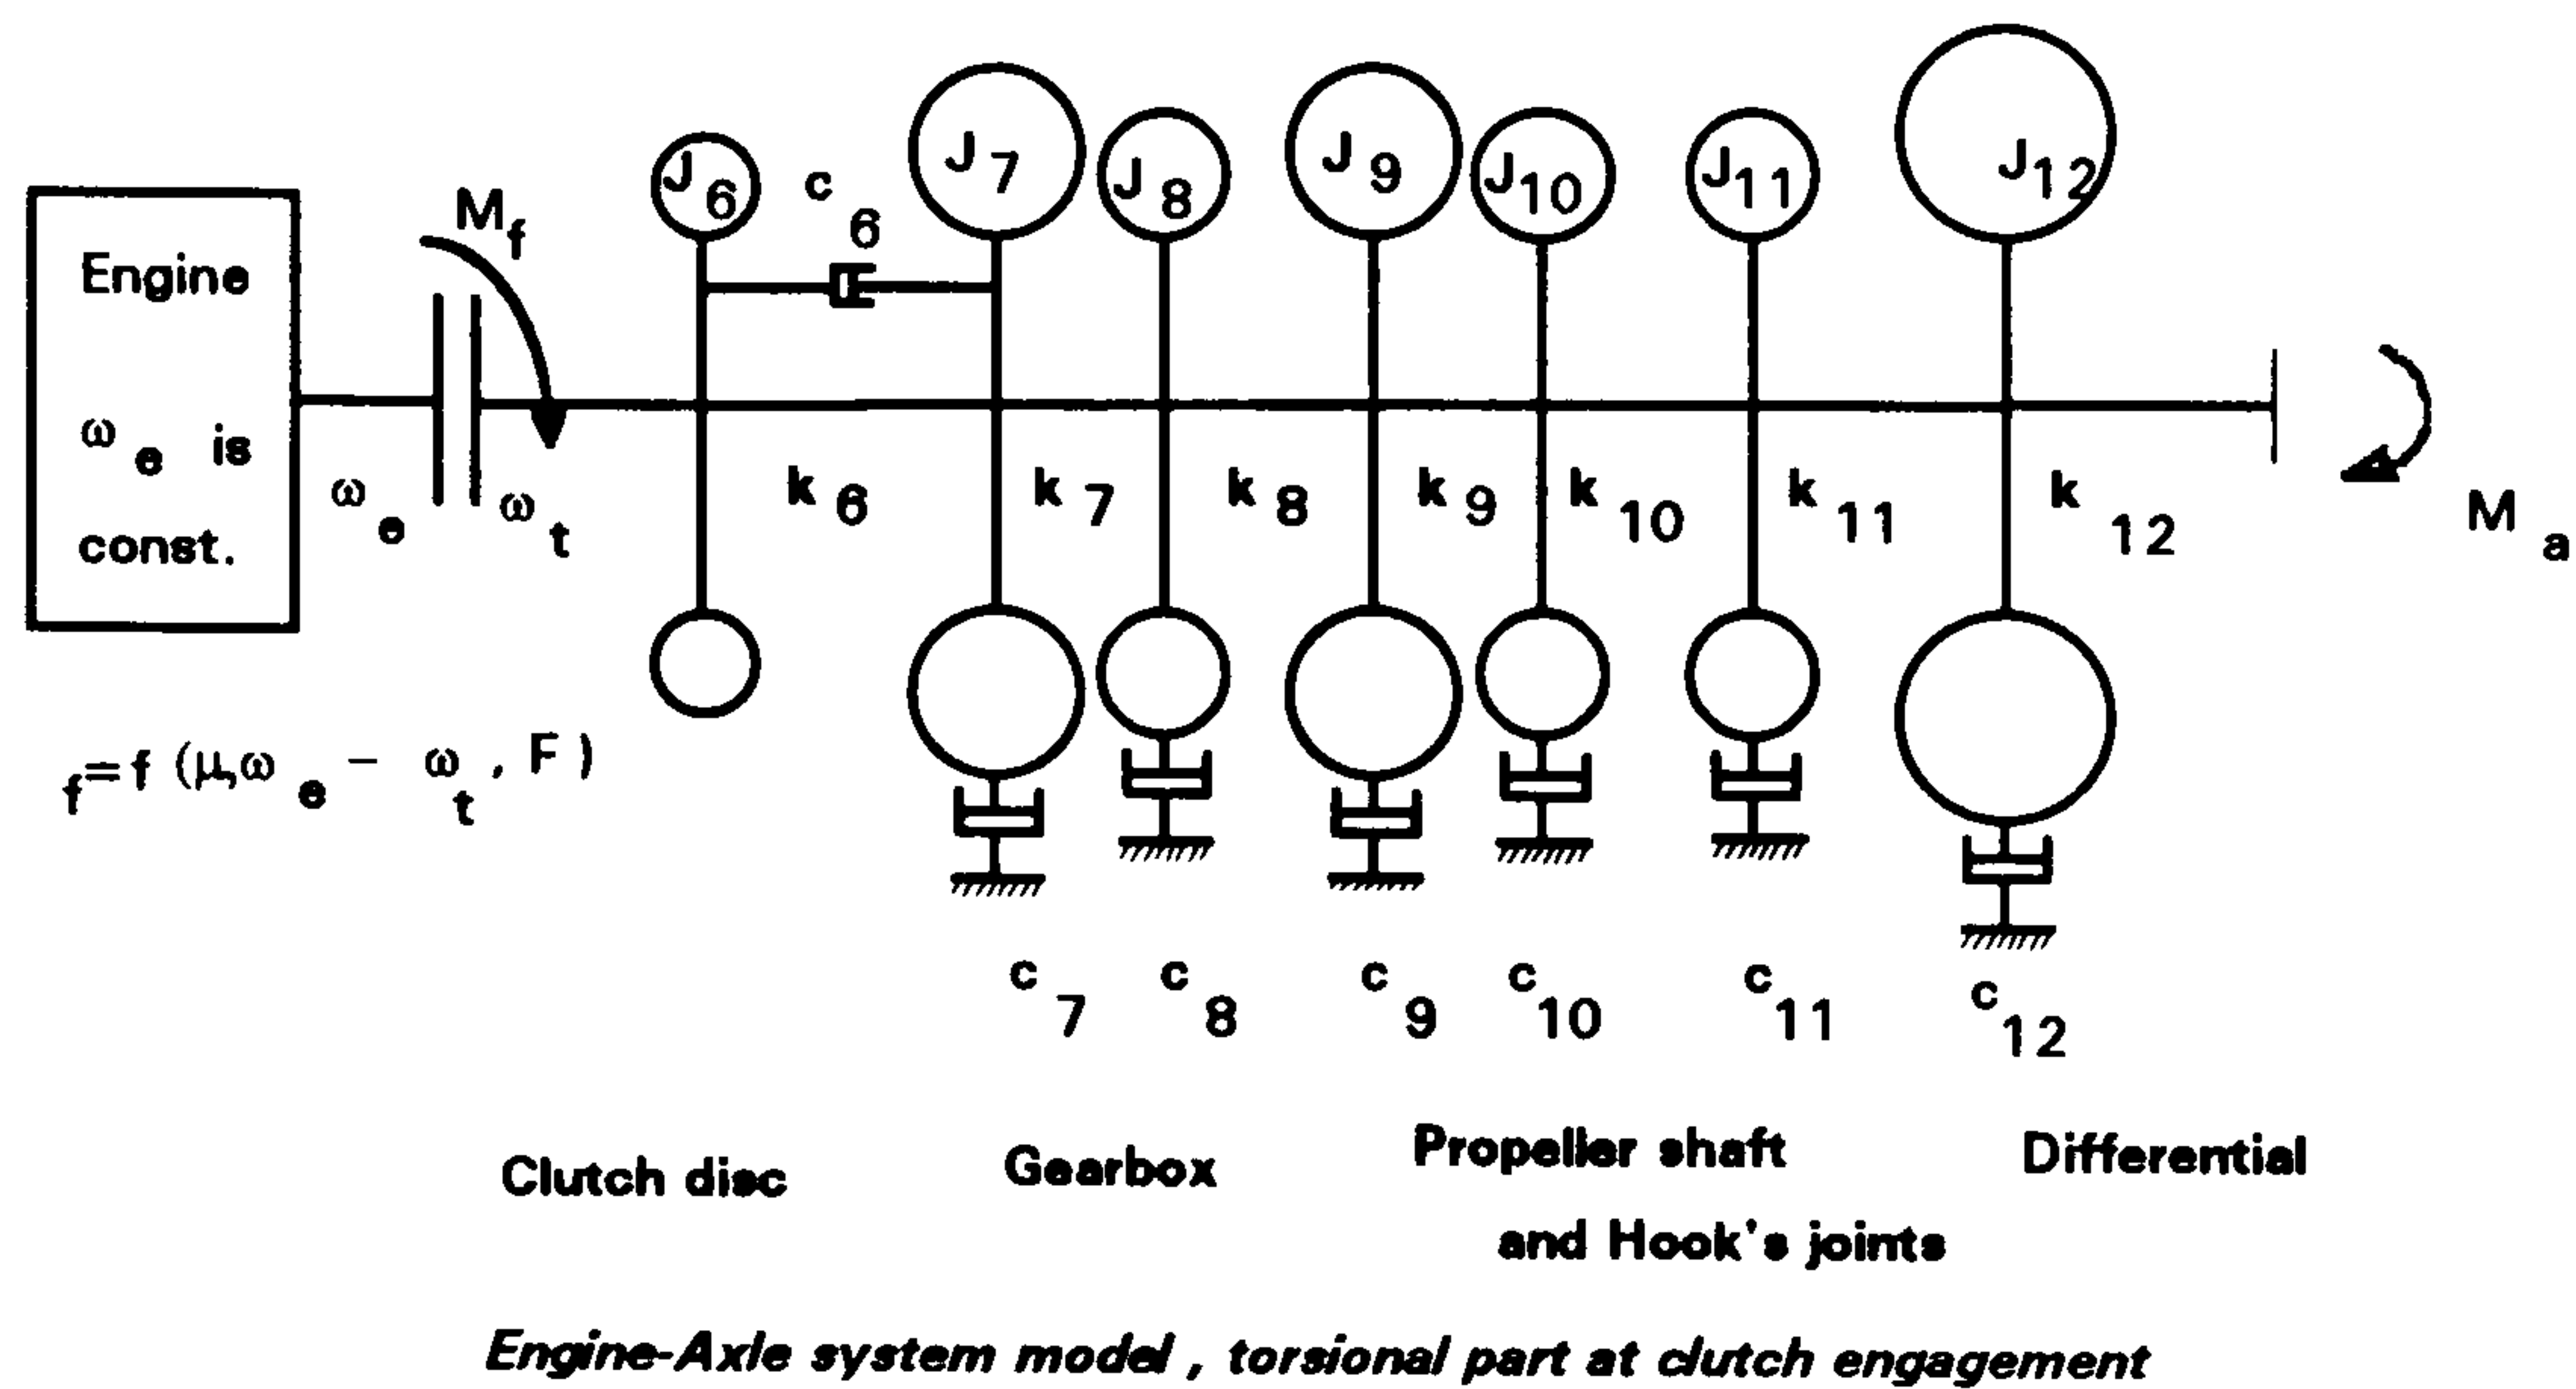 Engine
ω e is
const.
ω e
M f
ω t
J 6
c 6
J 7
J 8
J 9
J 10
J 11
J 12
k 6
k 7
k 8
k 9
k 10
k 11
k 12
M a
f = f (μ,ω e - ω t , F )
c 7
c 8
c 9
c 10
c 11
c 12
Clutch disc
Gearbox
Propeller shaft
and Hook's joints
Differential
Engine-Axle system model , torsional part at clutch engagement